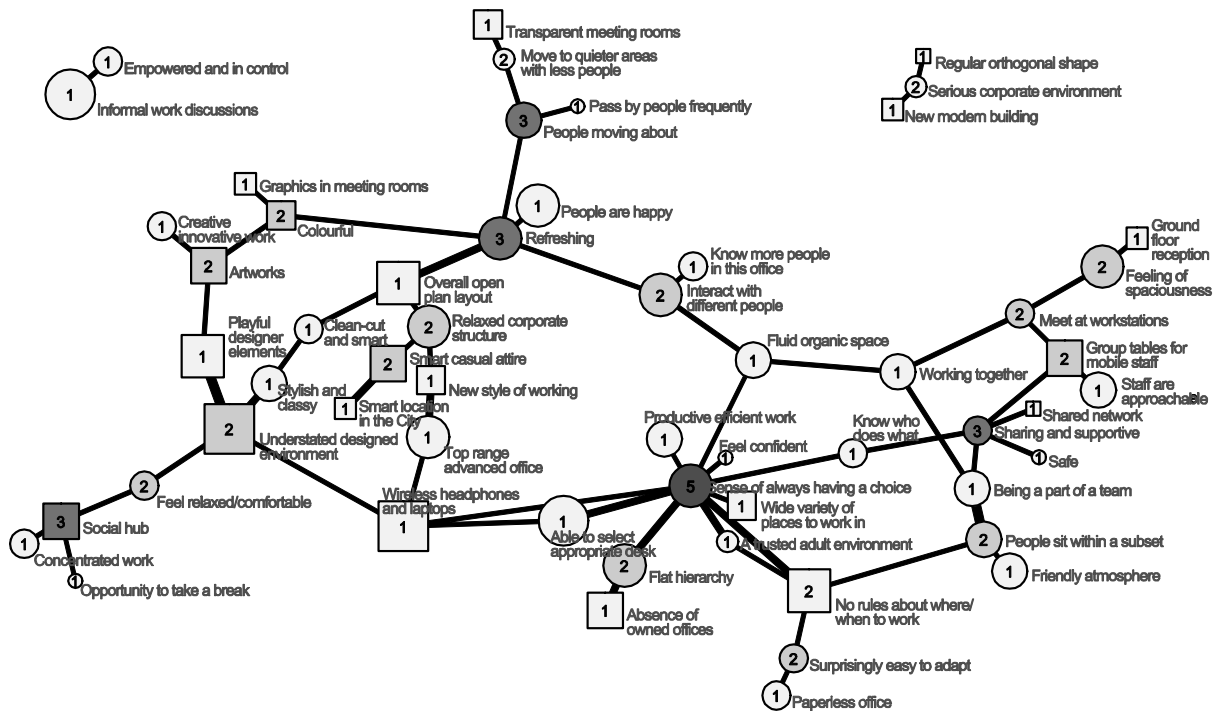 1
Transparent meeting rooms
2
Move to quieter areas
with less people
1
Empowered and in control
1
Informal work discussions
1
Regular orthogonal shape
2
Serious corporate environment
1
New modern building
1
Pass by people frequently
3
People moving about
1
Graphics in meeting rooms
2
Colourful
1
Creative
innovative work
2
Artworks
1
People are happy
3
Refreshing
1
Overall open
plan layout
1
Know more people
in this office
2
Interact with
different people
1
Ground
floor
reception
2
Feeling of
spaciousness
2
Meet at workstations
1
Playful
designer
elements
1
Clean-cut
and smart
2
Relaxed corporate
structure
2
Smart casual attire
1
New style of working
1
Stylish and
classy
1
Smart location
in the City
1
Fluid organic space
1
Working together
2
Group tables for
mobile staff
1
Staff are
approachable
1
Shared network
3
Sharing and supportive
1
Safe
2
Understated designed
environment
1
Top range
advanced office
1
Productive efficient work
1
Feel confident
1
Know who
does what
5
Sense of always having a choice
1
Wide variety of
places to work in
1
Being a part of a team
2
Feel relaxed/comfortable
3
Social hub
1
Concentrated work
1
Opportunity to take a break
1
Wireless headphones
and laptops
1
Able to select
appropriate desk
1
A trusted adult environment
2
People sit within a subset
1
Friendly atmosphere
2
Flat hierarchy
1
Absence of
owned offices
2
No rules about where/
when to work
2
Surprisingly easy to adapt
1
Paperless office